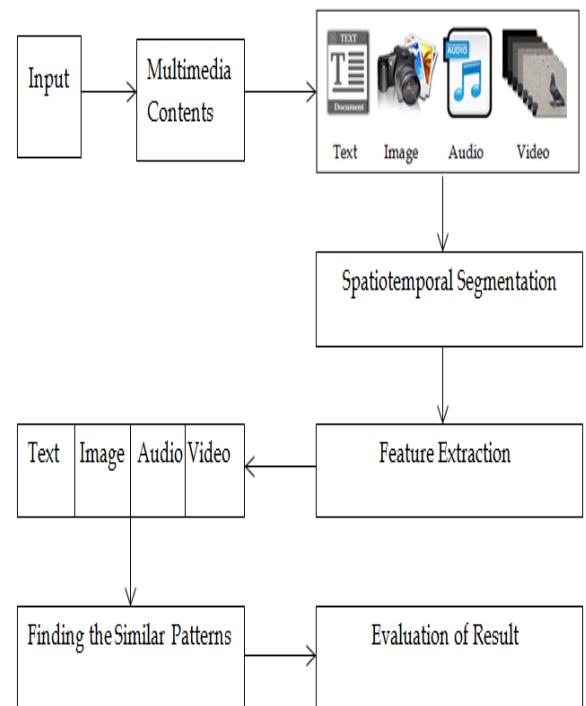 Input
Multimedia
Contents
TEXT
T
Document
AUDIO
Text Image Audio Video
Spatiotemporal Segmentation
Feature Extraction
Text Image Audio Video
Finding the Similar Patterns
Evaluation of Result